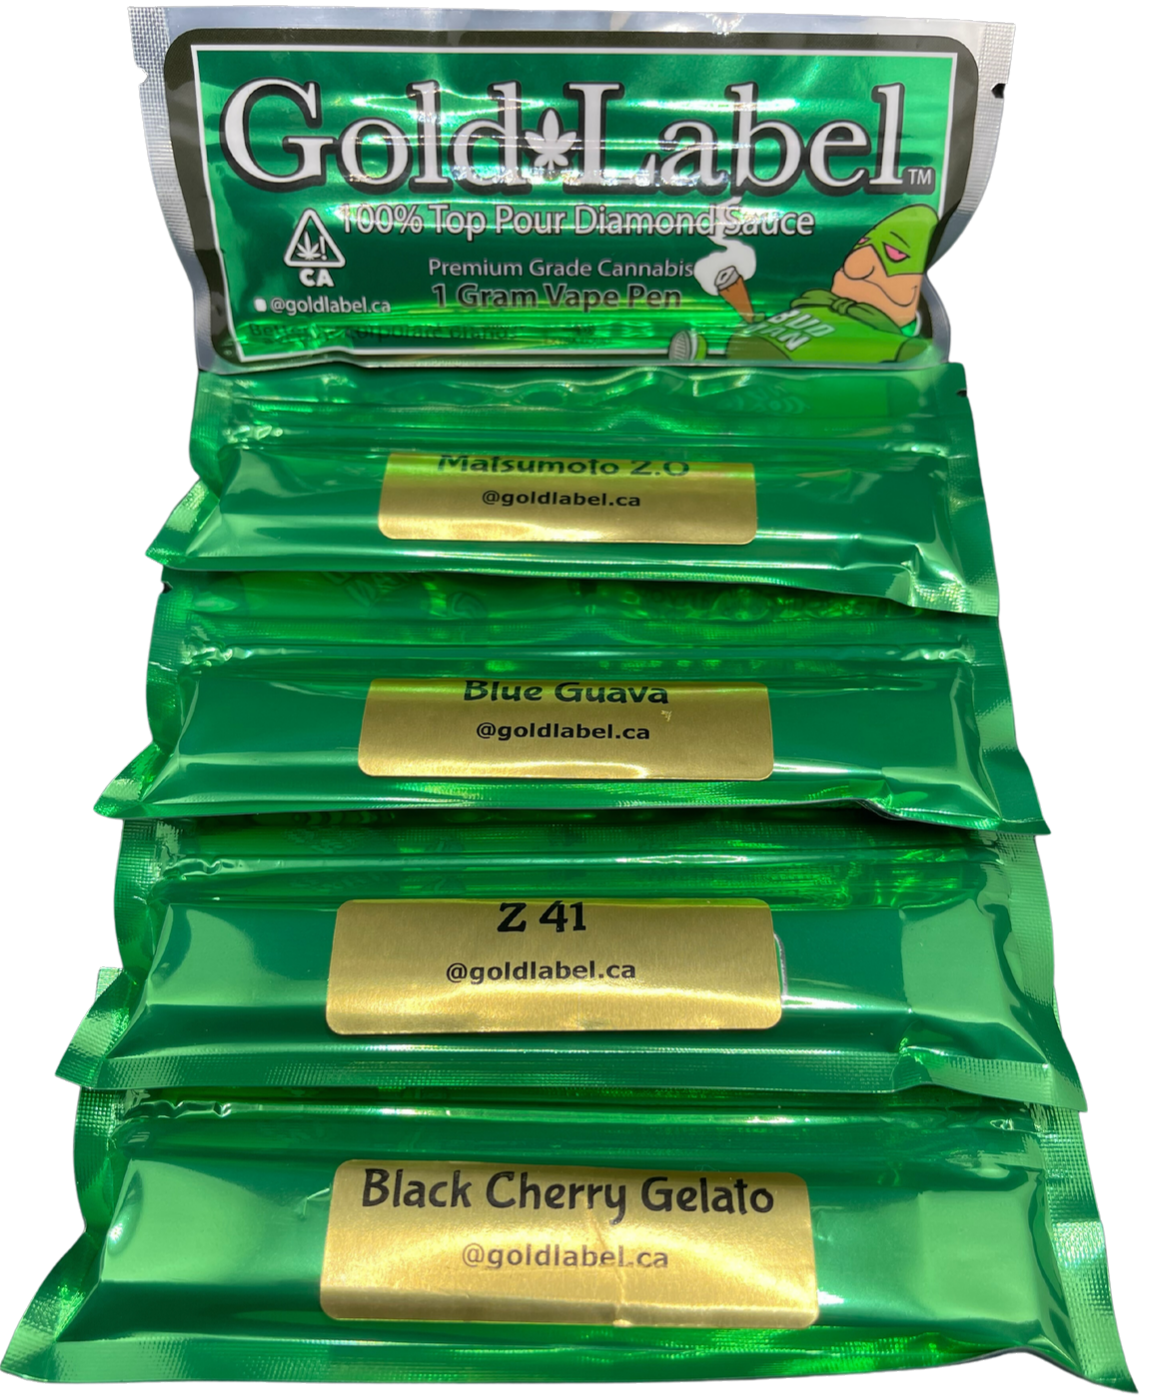 Gold Label TM
100% Top Pour Diamond Sauce
Premium Grade Cannabis
1 Gram Vape Pen
CA
@goldlabel.ca
BUD MAN
Matsumoto 2.0
@goldlabel.ca
Blue Guava
@goldlabel.ca
Z 41
@goldlabel.ca
Black Cherry Gelato
@goldlabel.ca